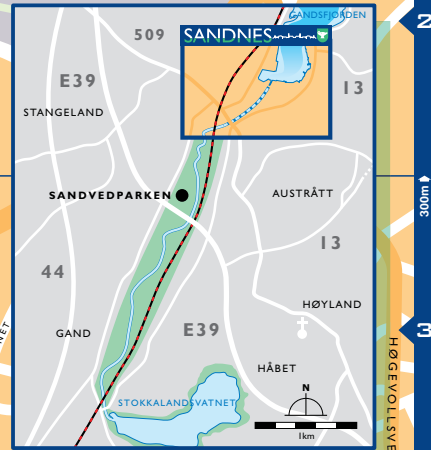 GANDSFJORDEN
2
509
SANDNES
E39
13
STANGELAND
300m
SANDVEDPARKEN
AUSTRÅTT
13
44
HØYLAND
GAND
E39
3
HÅBET
HØGEVOLLSVE
STOKKALANDSVATNET
N
1km